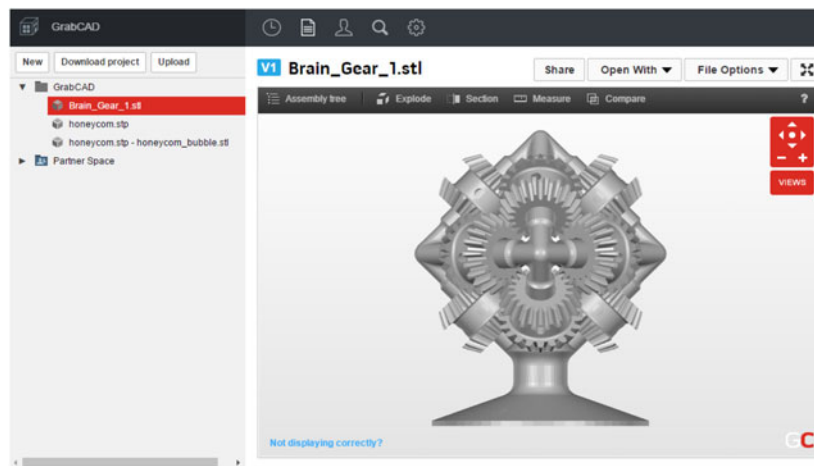 GrabCAD
New Download project Upload
GrabCAD
Brain_Gear_1.stl
honeycom.stp
honeycom.stp - honeycom_bubble.stl
Partner Space
V1 Brain_Gear_1.stl
Share Open With File Options
Assembly tree Explode Section Measure Compare ?
VIEWS
Not displaying correctly?
GC